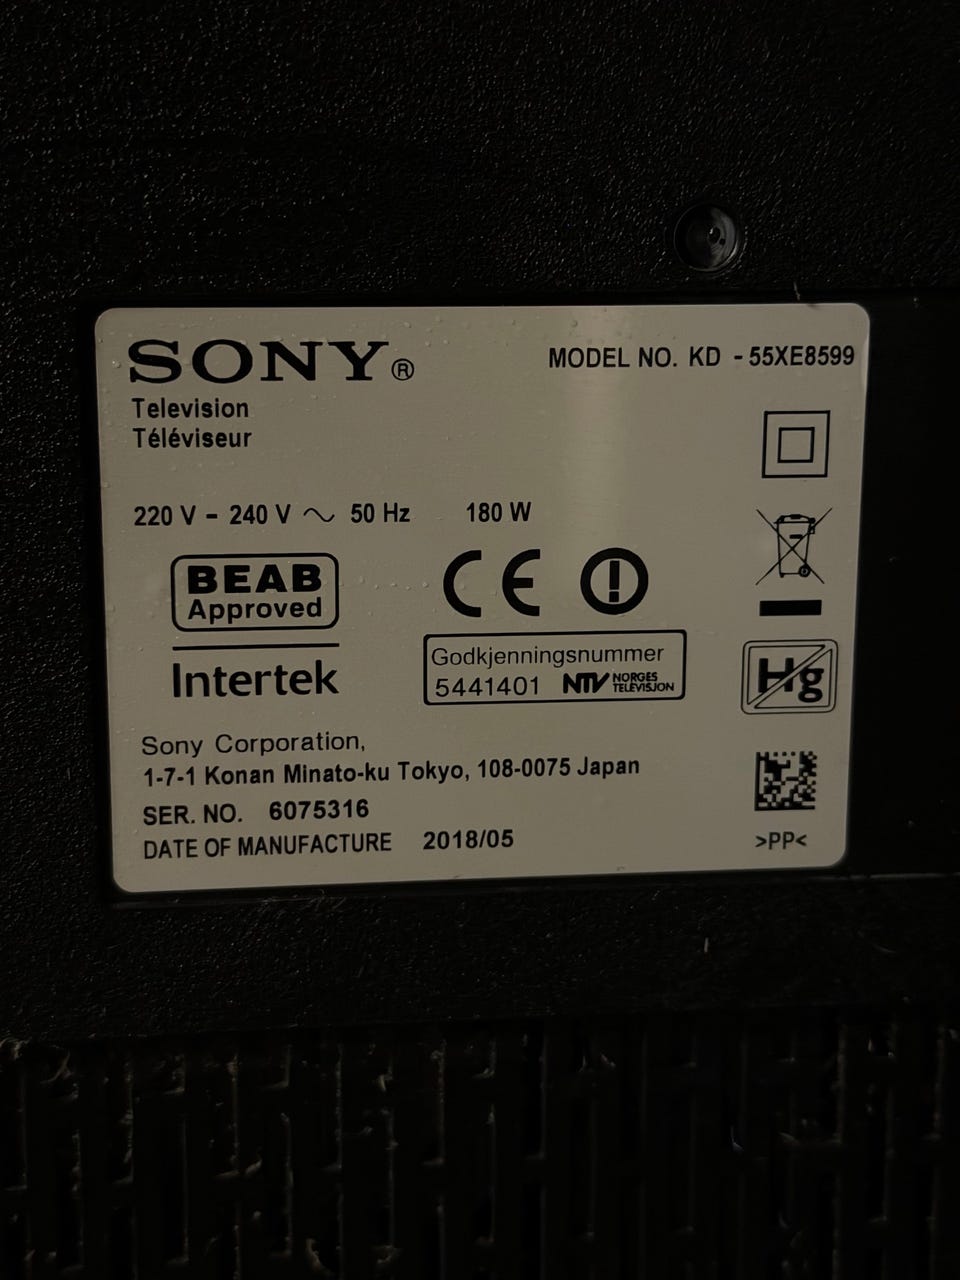 SONY®
MODEL NO. KD - 55XE8599
Television
Téléviseur
220 V - 240 V ~ 50 Hz 180 W
BEAB
Approved
Intertek
CE
Godkjenningsnummer
5441401 NTV NORGES
TELEVISJON
Hg
Sony Corporation,
1-7-1 Konan Minato-ku Tokyo, 108-0075 Japan
SER. NO. 6075316
DATE OF MANUFACTURE 2018/05
>PP<